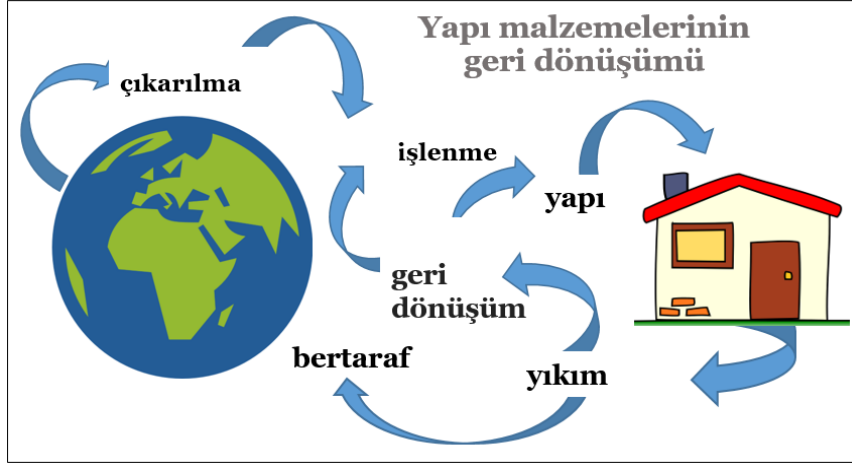 Yapı malzemelerinin
geri dönüşümü
çıkarılma
işlenme
yapı
geri
dönüşüm
bertaraf
yıkım